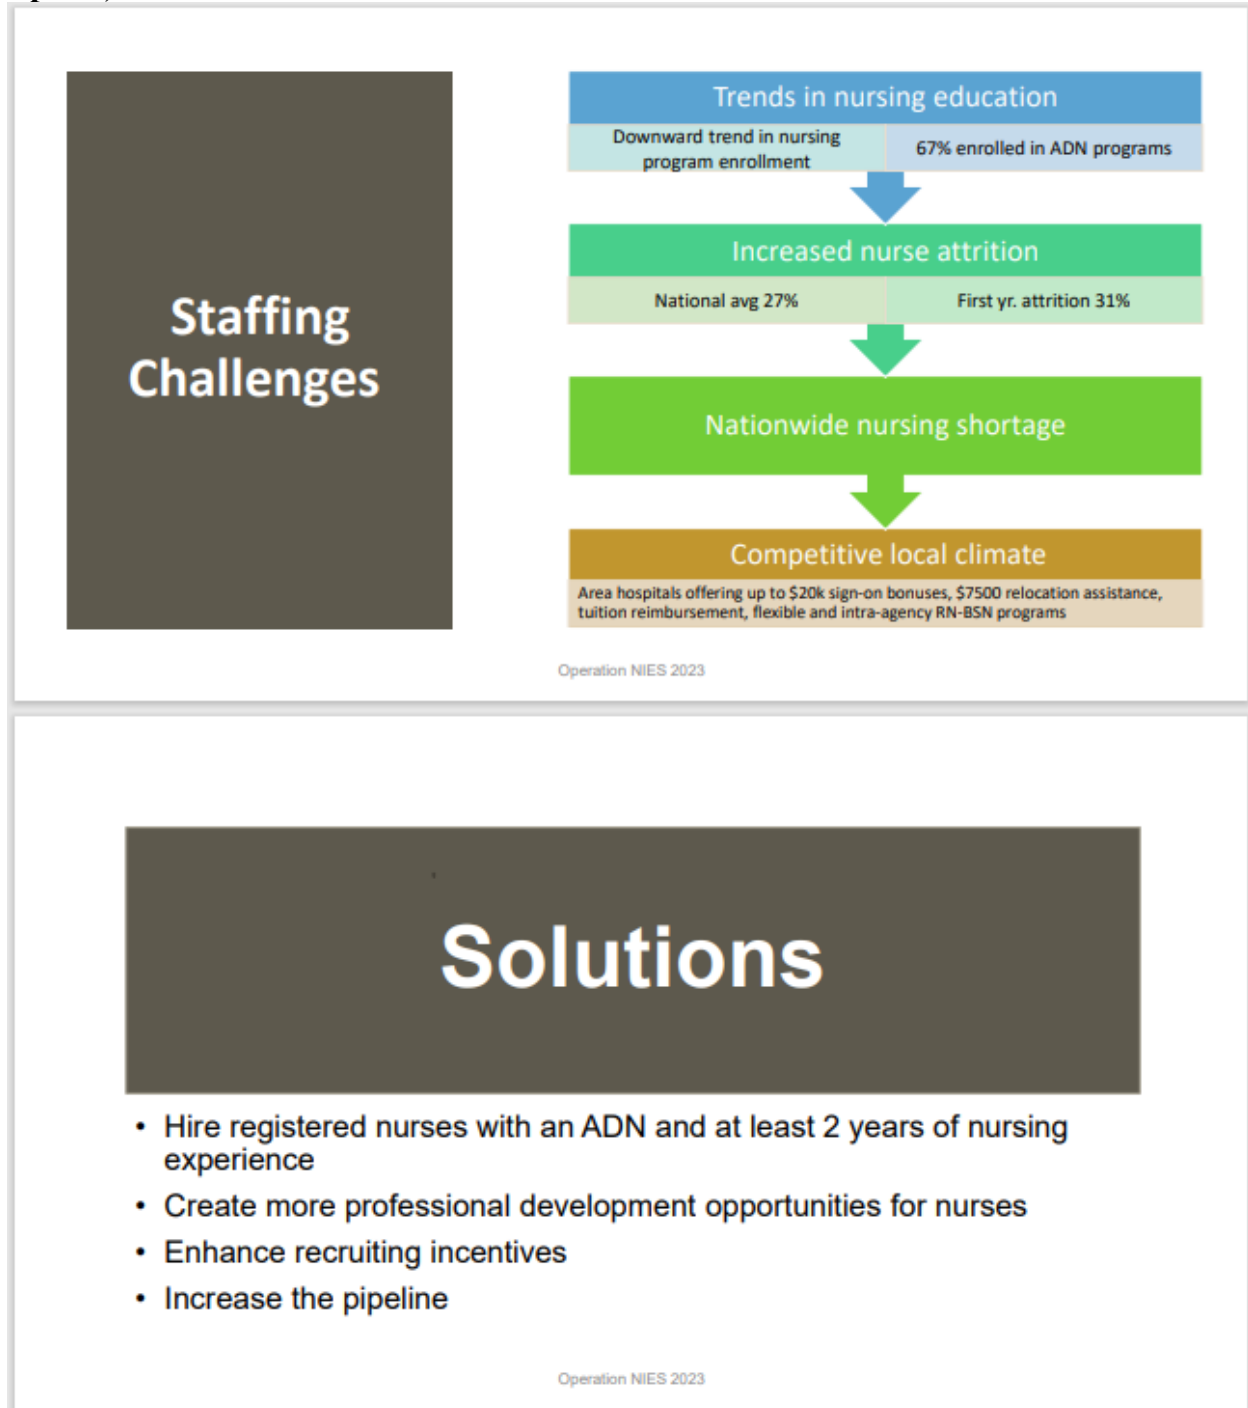 Staffing
Challenges
Trends in nursing education
Downward trend in nursing
program enrollment
67% enrolled in ADN programs
Increased nurse attrition
National avg 27%
First yr. attrition 31%
Nationwide nursing shortage
Competitive local climate
Area hospitals offering up to $20k sign-on bonuses, $7500 relocation assistance,
tuition reimbursement, flexible and intra-agency RN-BSN programs
Operation NIES 2023
Solutions
• Hire registered nurses with an ADN and at least 2 years of nursing
experience
• Create more professional development opportunities for nurses
• Enhance recruiting incentives
• Increase the pipeline
Operation NIES 2023